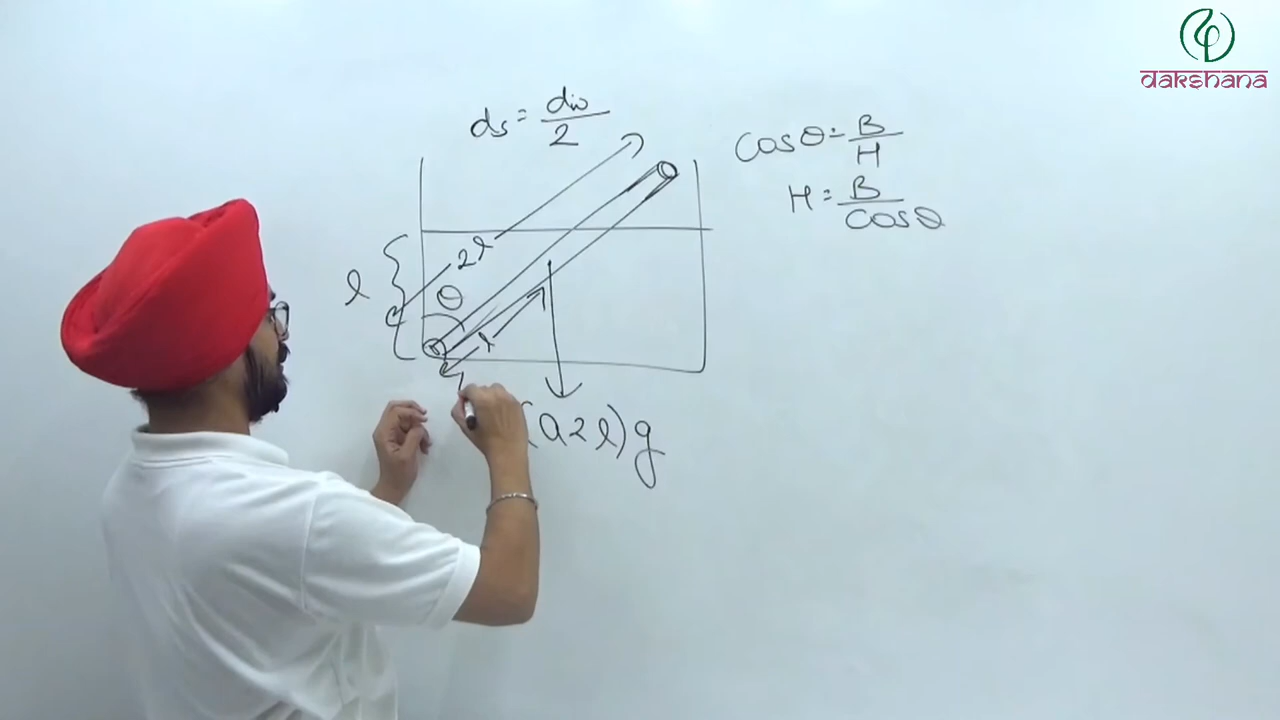 dakshana
ds = dw/2
cosθ = B/H
H = B/cosθ
2l
l
θ
l
(a2l)g